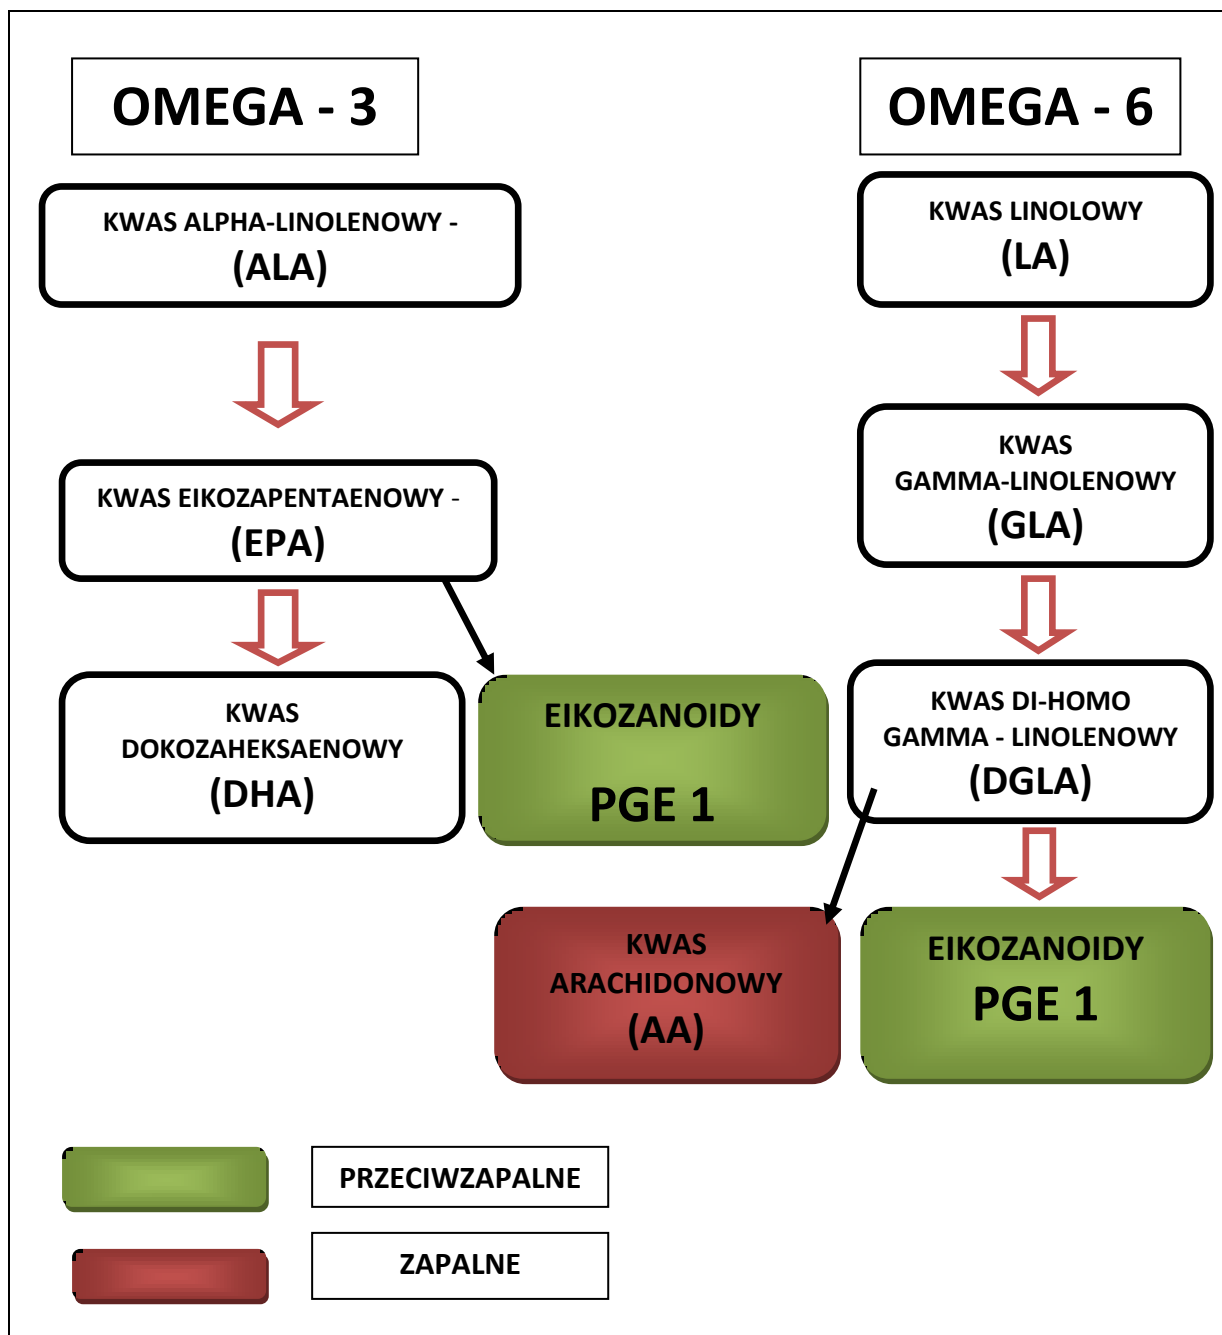 OMEGA - 3
KWAS ALPHA-LINOLENOWY -
(ALA)
KWAS EIKOZAPENTAENOWY -
(EPA)
KWAS
DOKOZAHEKSAENOWY
(DHA)
EIKOZANOIDY
PGE 1
OMEGA - 6
KWAS LINOLOWY
(LA)
KWAS
GAMMA-LINOLENOWY
(GLA)
KWAS DI-HOMO
GAMMA - LINOLENOWY
(DGLA)
KWAS
ARACHIDONOWY
(AA)
EIKOZANOIDY
PGE 1
PRZECIWZAPALNE
ZAPALNE